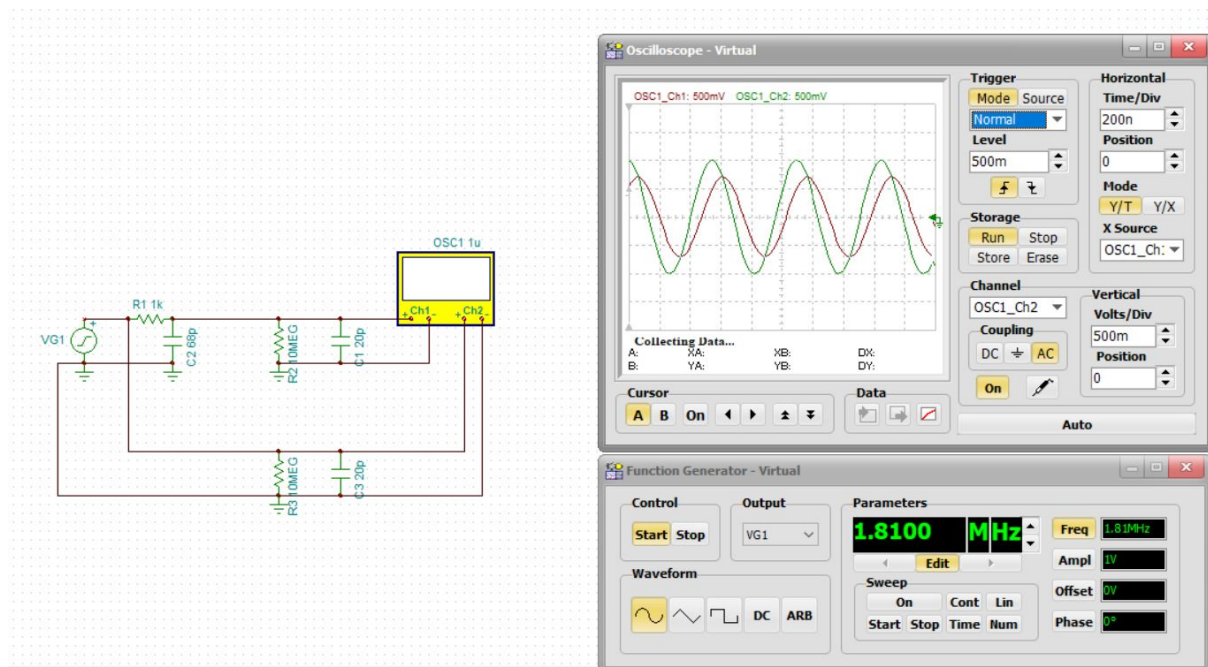 OSC1 1u
Ch1
Ch2
R1 1k
VG1
C2 68p
R2 10MEG
C1 20p
R3 10MEG
C3 20p
Oscilloscope - Virtual
OSC1_Ch1: 500mV OSC1_Ch2: 500mV
Collecting Data...
A: XA: XB: DX:
B: YA: YB: DY:
Cursor
A B On
Data
Trigger
Mode Source
Normal
Level
500m
Storage
Run Stop
Store Erase
Horizontal
Time/Div
200n
Position
0
Mode
Y/T Y/X
X Source
OSC1_Ch:
Channel
OSC1_Ch2
Coupling
DC AC
On
Vertical
Volts/Div
500m
Position
0
Auto
Function Generator - Virtual
Control
Start Stop
Output
VG1
Waveform
DC ARB
Parameters
1.8100 M Hz
Edit
Sweep
On Cont Lin
Start Stop Time Num
Freq 1.81MHz
Ampl 1V
Offset 0V
Phase 0°